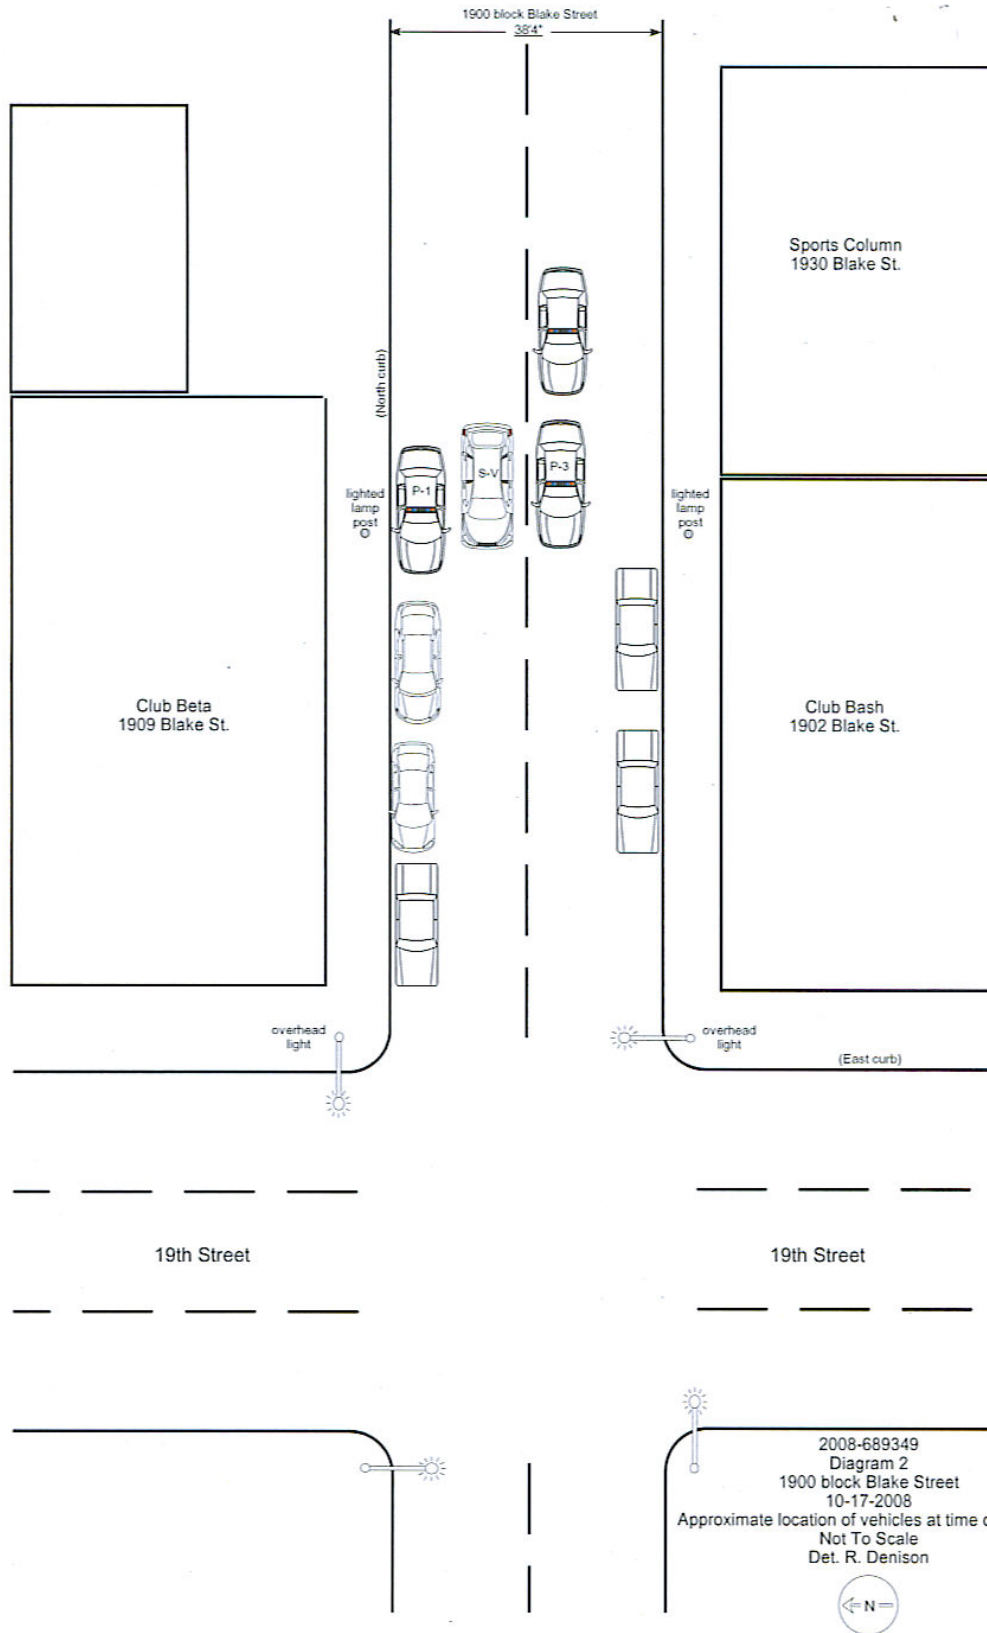 1900 block Blake Street
38'4"
Sports Column
1930 Blake St.
(North curb)
P-1
S-V
P-3
lighted
lamp
post
lighted
lamp
post
Club Beta
1909 Blake St.
Club Bash
1902 Blake St.
overhead
light
overhead
light
(East curb)
19th Street
19th Street
2008-689349
Diagram 2
1900 block Blake Street
10-17-2008
Approximate location of vehicles at time
Not To Scale
Det. R. Denison
N